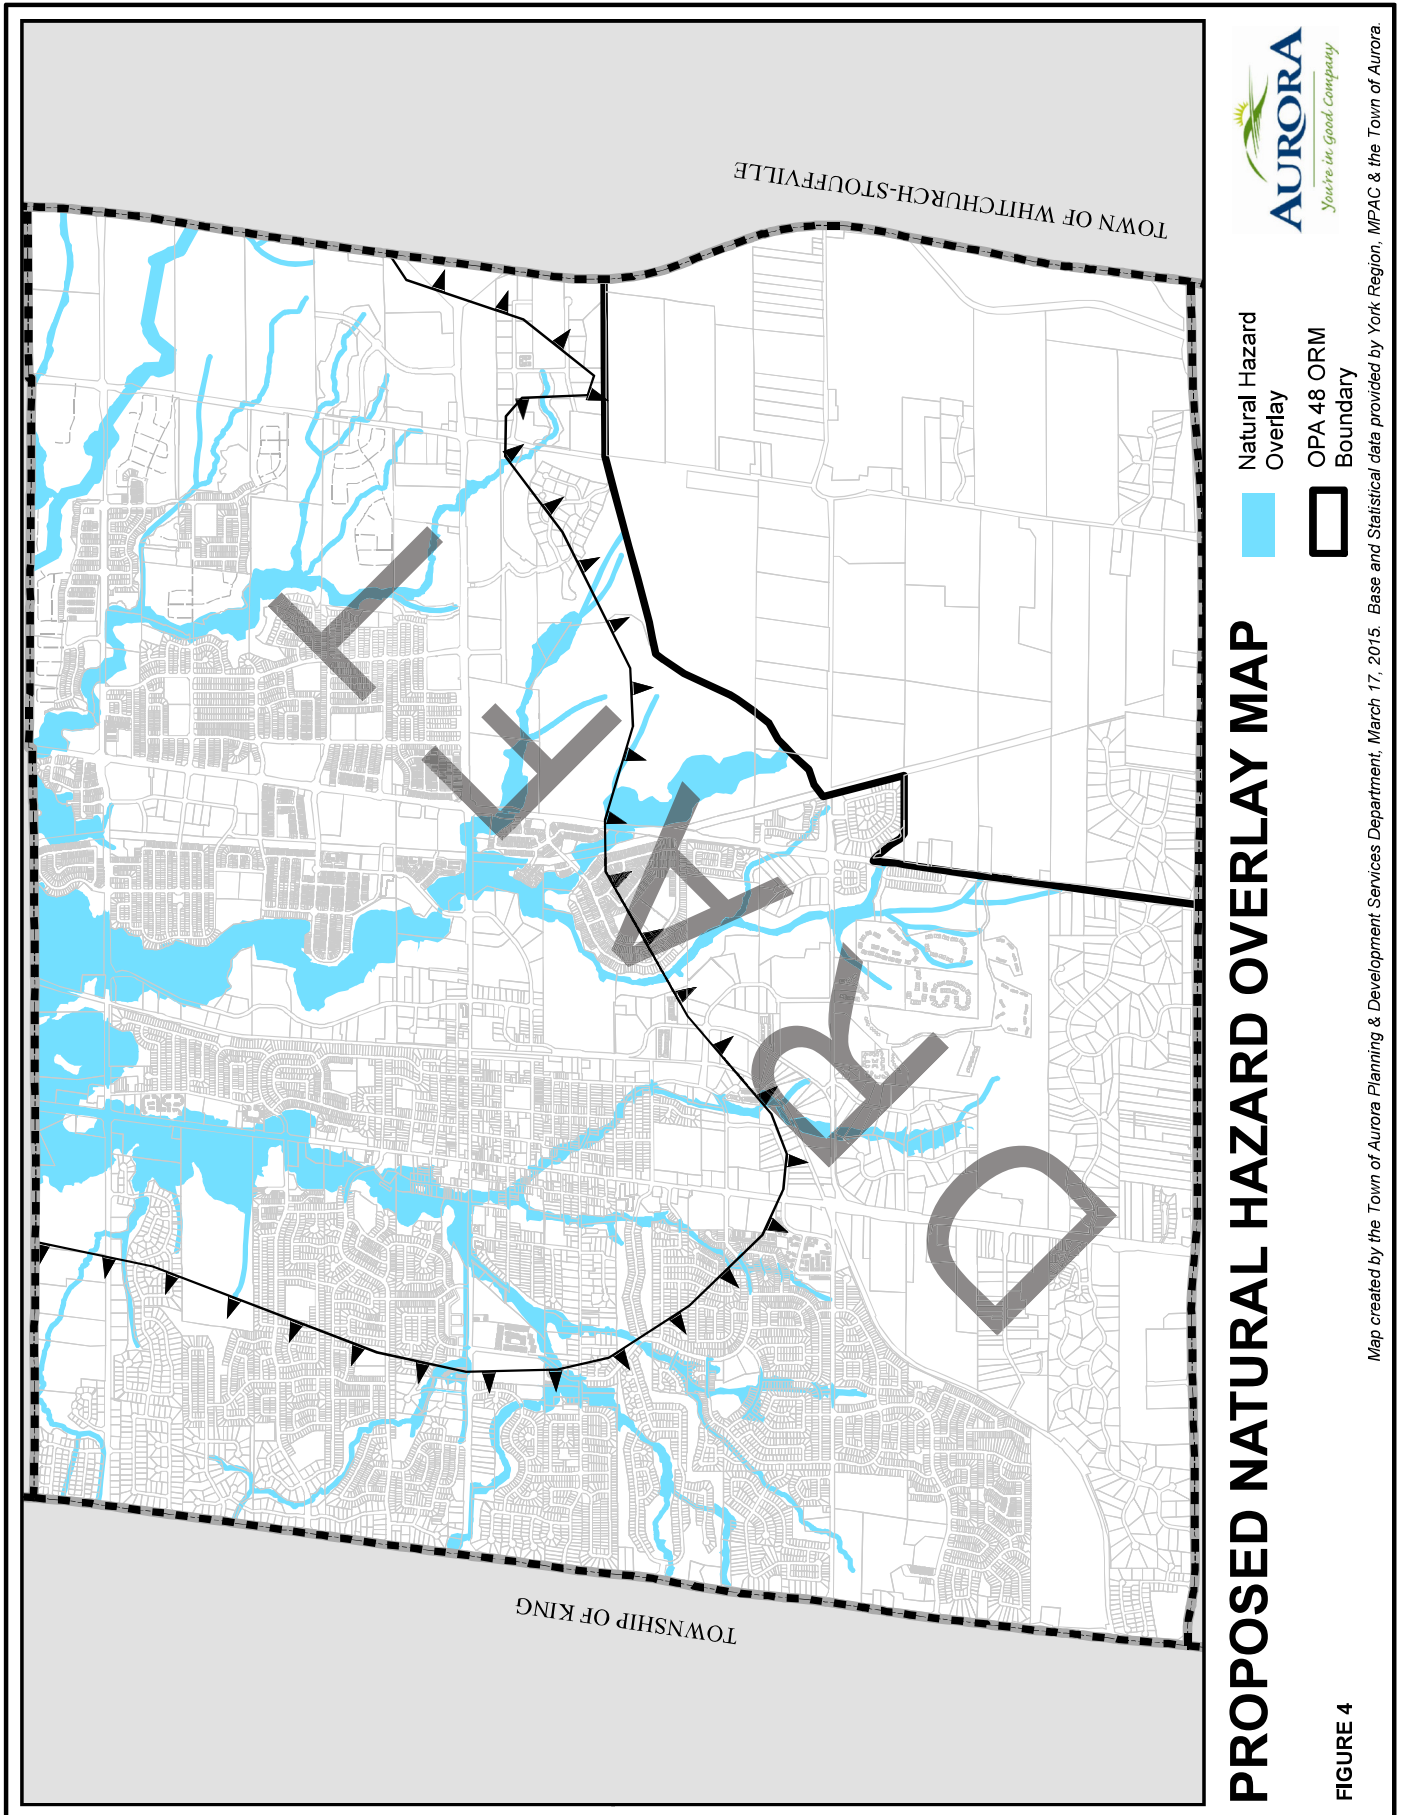 TOWN OF WHITCHURCH-STOUFFVILLE
TOWNSHIP OF KING
DRAFT
PROPOSED NATURAL HAZARD OVERLAY MAP
FIGURE 4
Natural Hazard
Overlay
OPA 48 ORM
Boundary
AURORA
You're in Good Company
Map created by the Town of Aurora Planning & Development Services Department, March 17, 2015. Base and Statistical data provided by York Region, MPAC & the Town of Aurora.